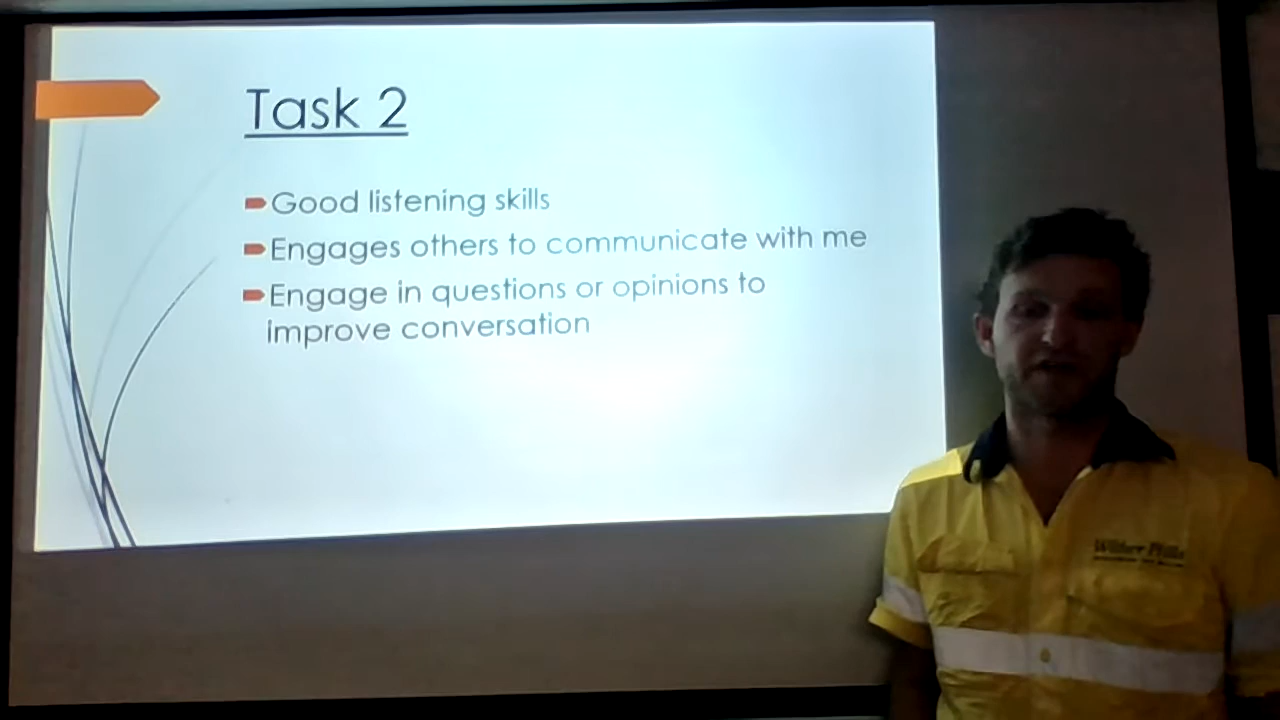 Task 2
Good listening skills
Engages others to communicate with me
Engage in questions or opinions to
improve conversation